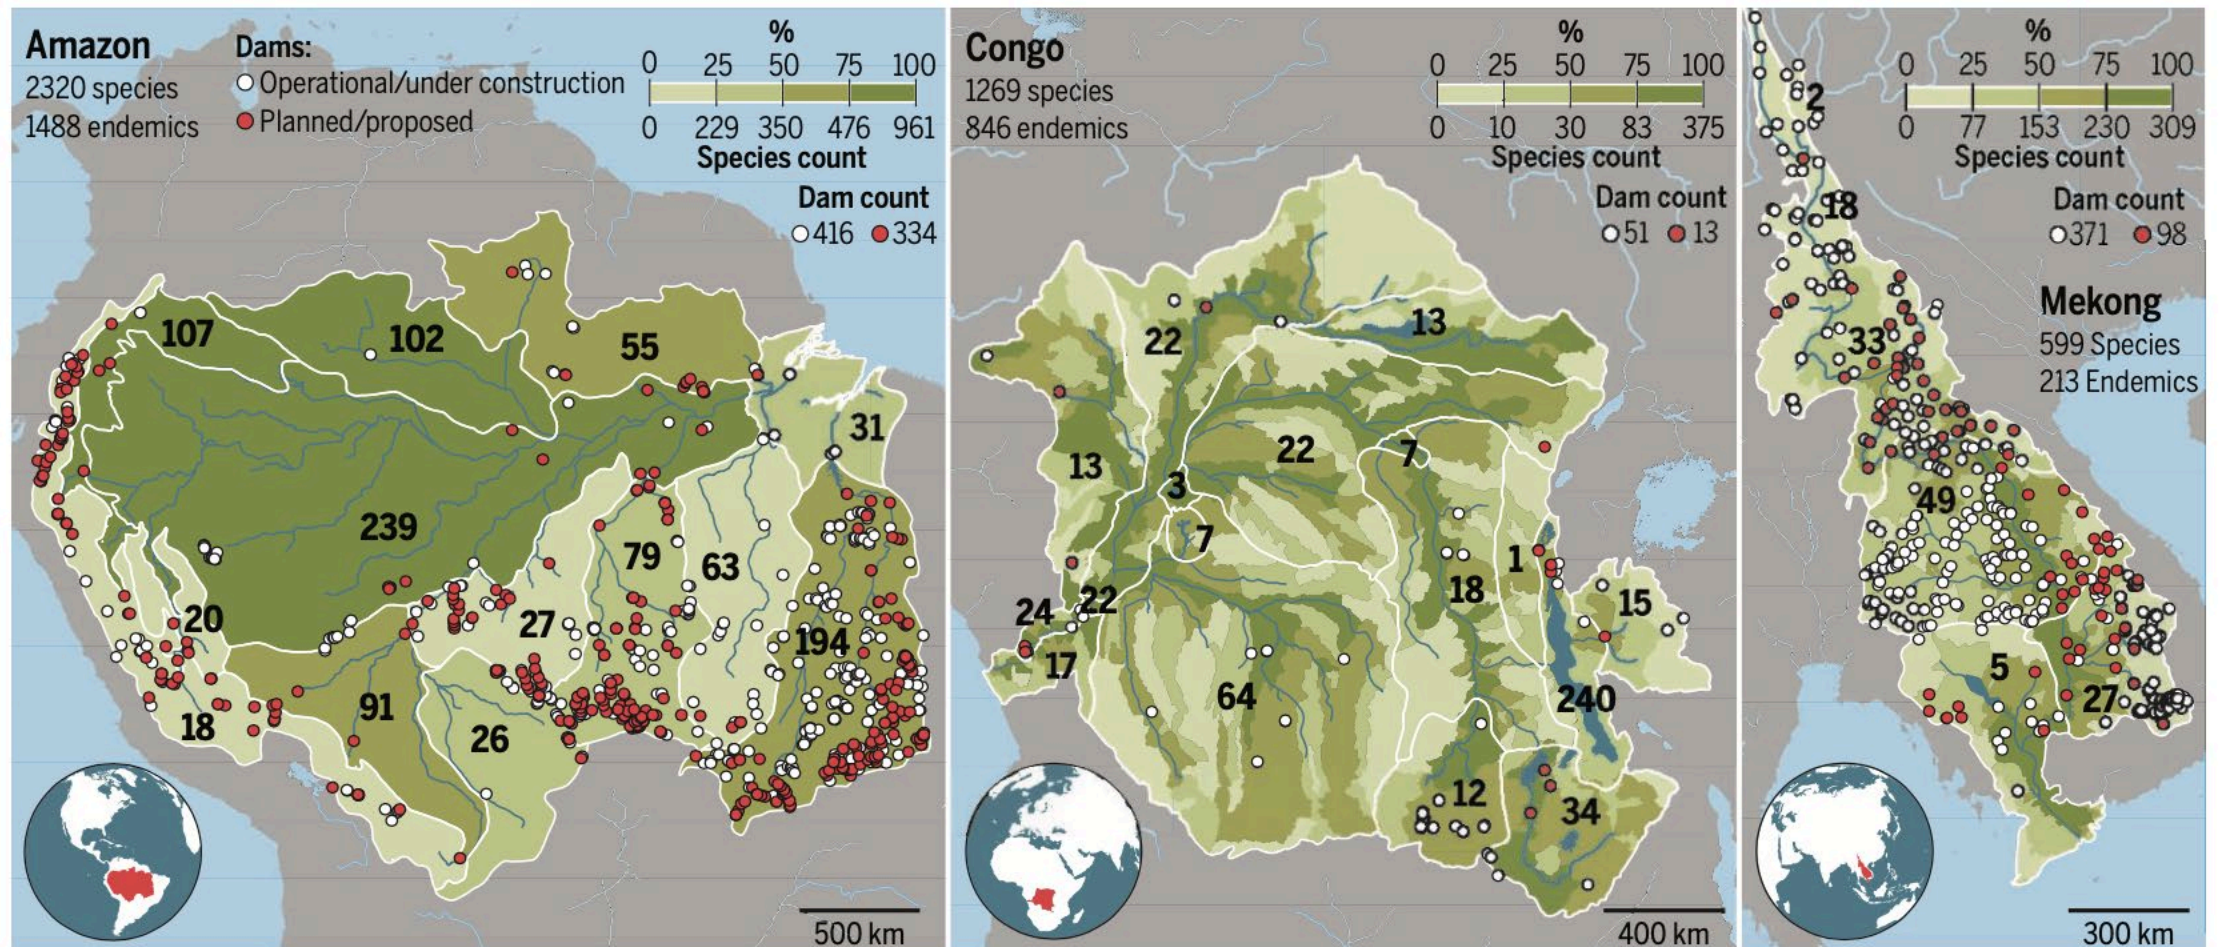 Amazon
2320 species
1488 endemics
Dams:
Operational/under construction
Planned/proposed
%
0 25 50 75 100
0 229 350 476 961
Species count
Dam count
416 334
107
102
55
31
239
79
63
20
27
194
91
18
26
500 km
Congo
1269 species
846 endemics
%
0 25 50 75 100
0 10 30 83 375
Species count
Dam count
51 13
22
13
13
22
7
3
7
1
18
24
22
15
17
64
240
12
34
400 km
%
0 25 50 75 100
0 77 153 230 309
Species count
Dam count
371 98
Mekong
599 Species
213 Endemics
2
18
33
49
5
27
300 km